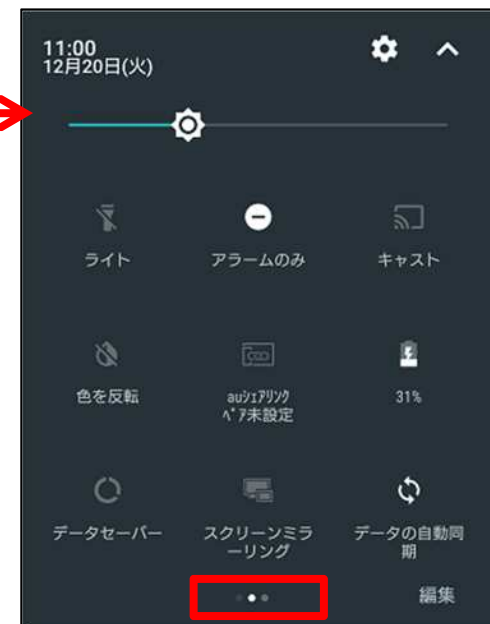 11:00
12月20日(火)
ライト
アラームのみ
キャスト
色を反転
auｼｪｱﾘﾝｸﾞ
ﾍﾟｱ未設定
31%
データセーバー
スクリーンミラ
ーリング
データの自動同
期
編集